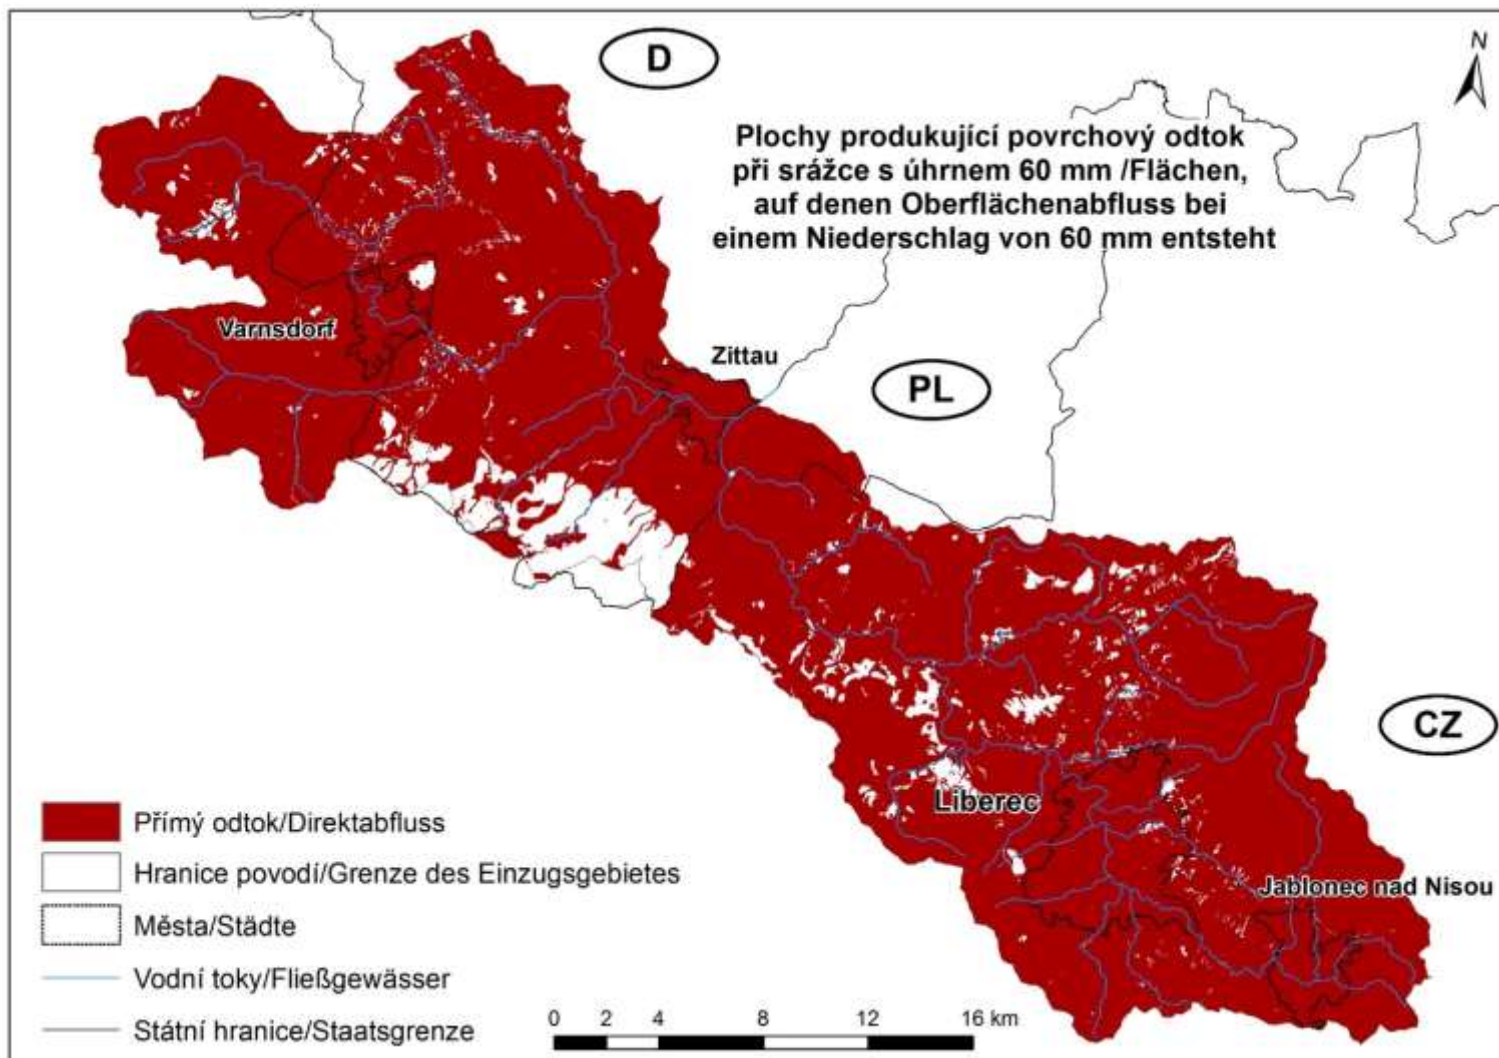 D
N
Plochy produkující povrchový odtok
při srážce s úhrnem 60 mm /Flächen,
auf denen Oberflächenabfluss bei
einem Niederschlag von 60 mm entsteht
Varnsdorf
Zittau
PL
CZ
Liberec
Jablonec nad Nisou
Přímý odtok/Direktabfluss
Hranice povodí/Grenze des Einzugsgebietes
Města/Städte
Vodní toky/Fließgewässer
Státní hranice/Staatsgrenze
0 2 4 8 12 16 km